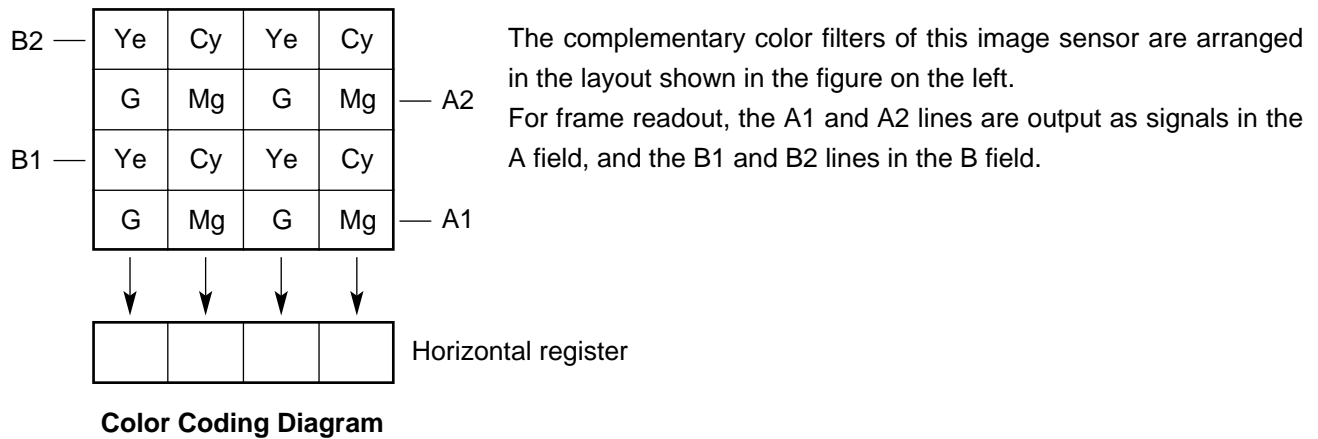 B2 Ye Cy Ye Cy
G Mg G Mg A2
B1 Ye Cy Ye Cy
G Mg G Mg A1
Horizontal register
Color Coding Diagram
The complementary color filters of this image sensor are arranged
in the layout shown in the figure on the left.
For frame readout, the A1 and A2 lines are output as signals in the
A field, and the B1 and B2 lines in the B field.